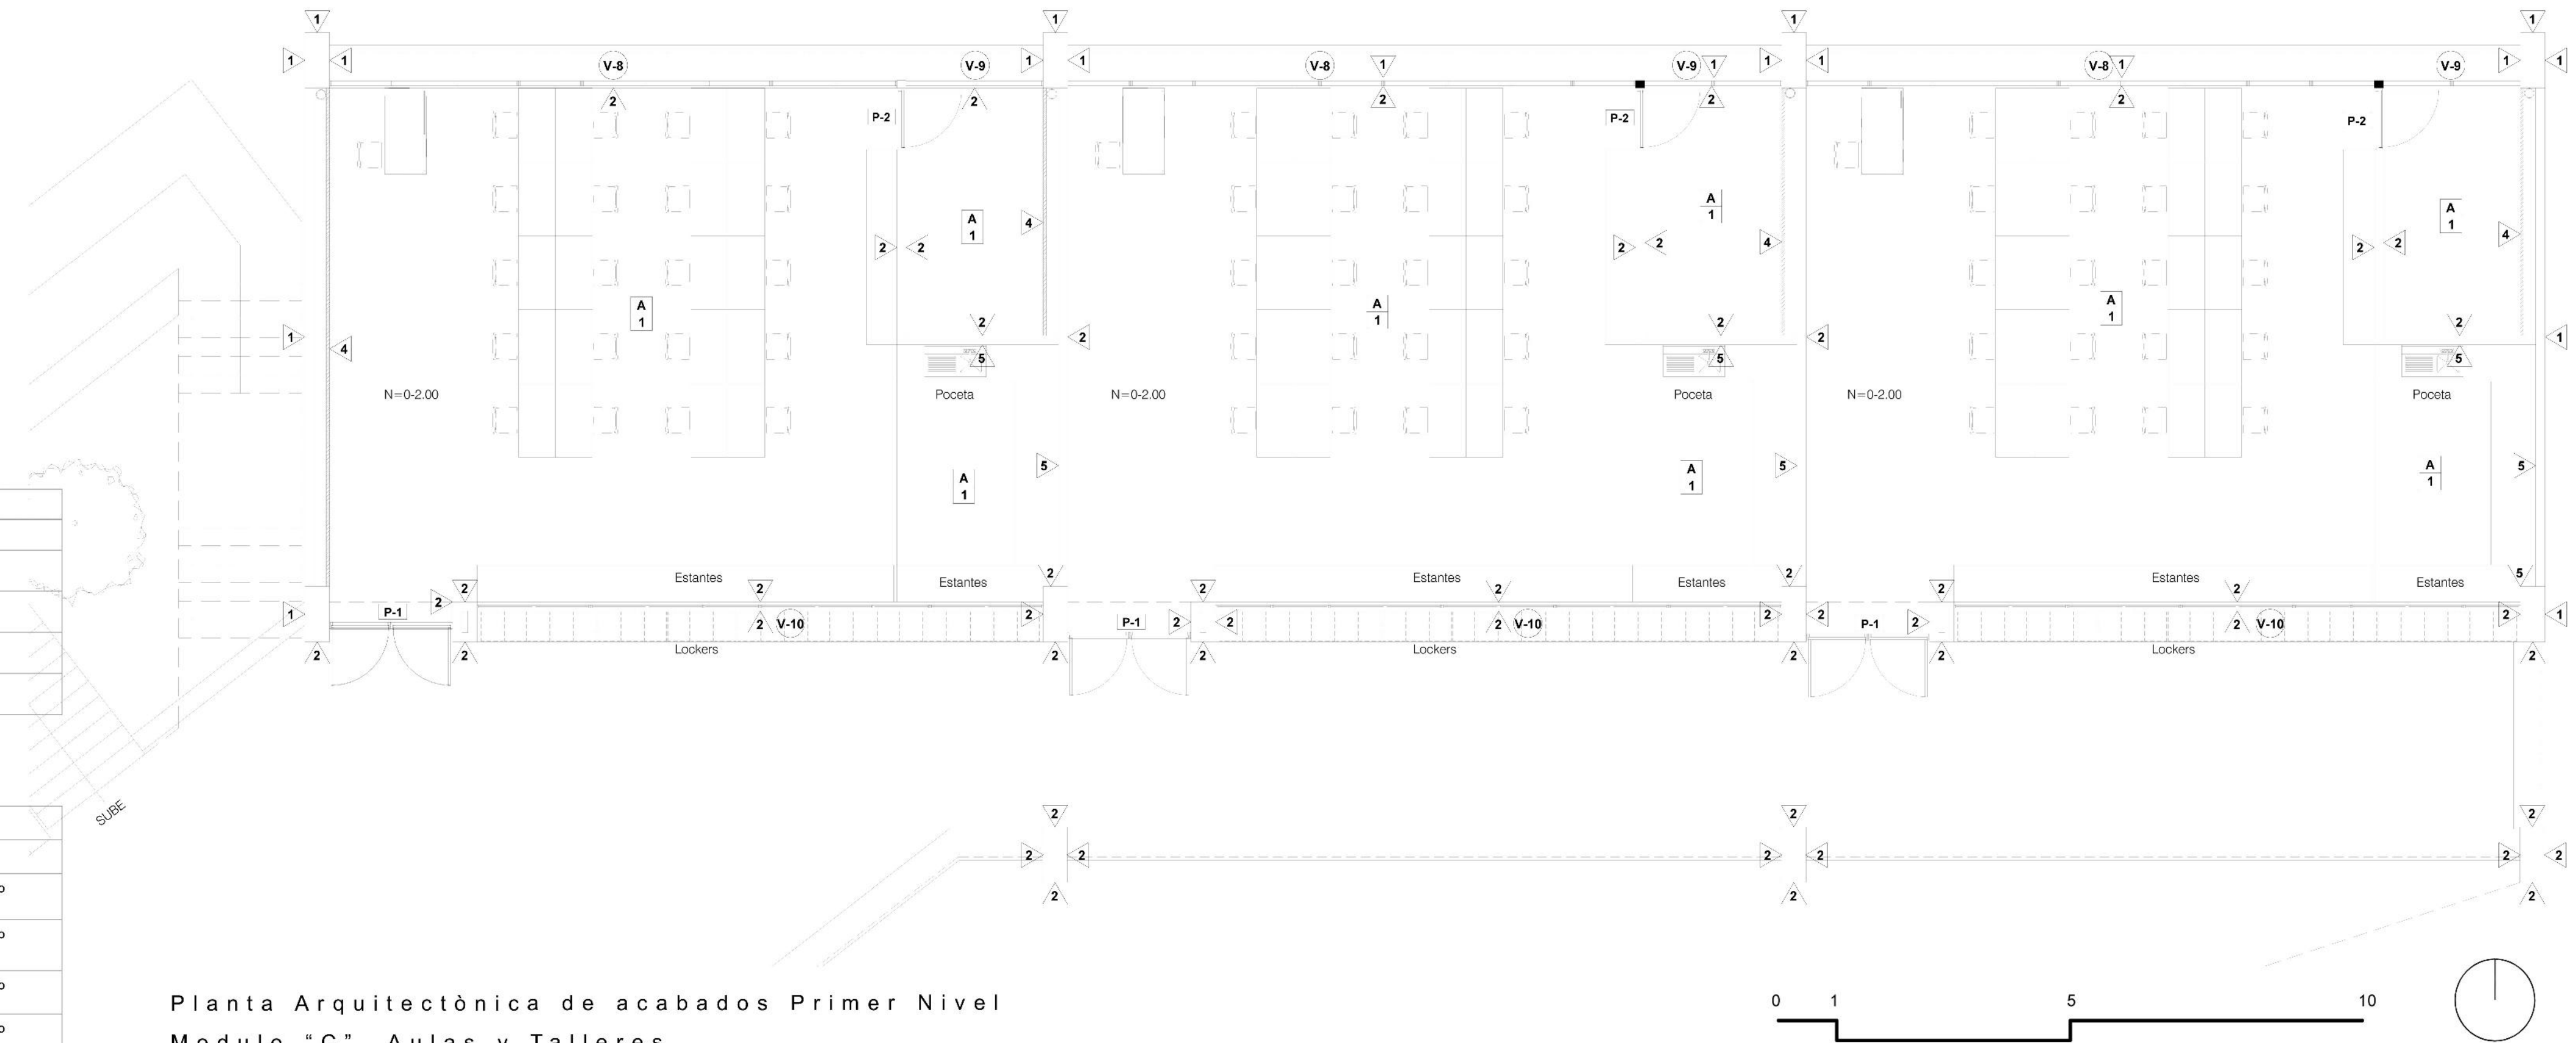 1 1 1 1
1 1 V-8 V-9 1 1 V-8 1 V-9 1 1 1 V-8 1 V-9 1 1
2 2 2 2 2
P-2 P-2 P-2
A
1
A
1
A
1
4 4 4
2 2 2 2 2 2
A
1
A
1
A
1
2 2 2
1 4 2 2 1
5 5 5
N=0-2.00 Poceta N=0-2.00 Poceta N=0-2.00 Poceta
5 5 5
A
1
A
1
A
1
Estantes Estantes 2 Estantes Estantes 2 Estantes Estantes 5
2 2 2 2 2 2
1 P-1 2 2 V-10 2 P-1 2 2 2 V-10 2 2 P-1 2 2 V-10 2 1
2 2 Lockers 2 2 Lockers 2 2 Lockers 2
SUBE
2 2 2
2 2 2 2 2 2
2 2 2
o
o
o
o
Planta Arquitectònica de acabados Primer Nivel
Modulo “C” Aulas y Talleres
0 1 5 10